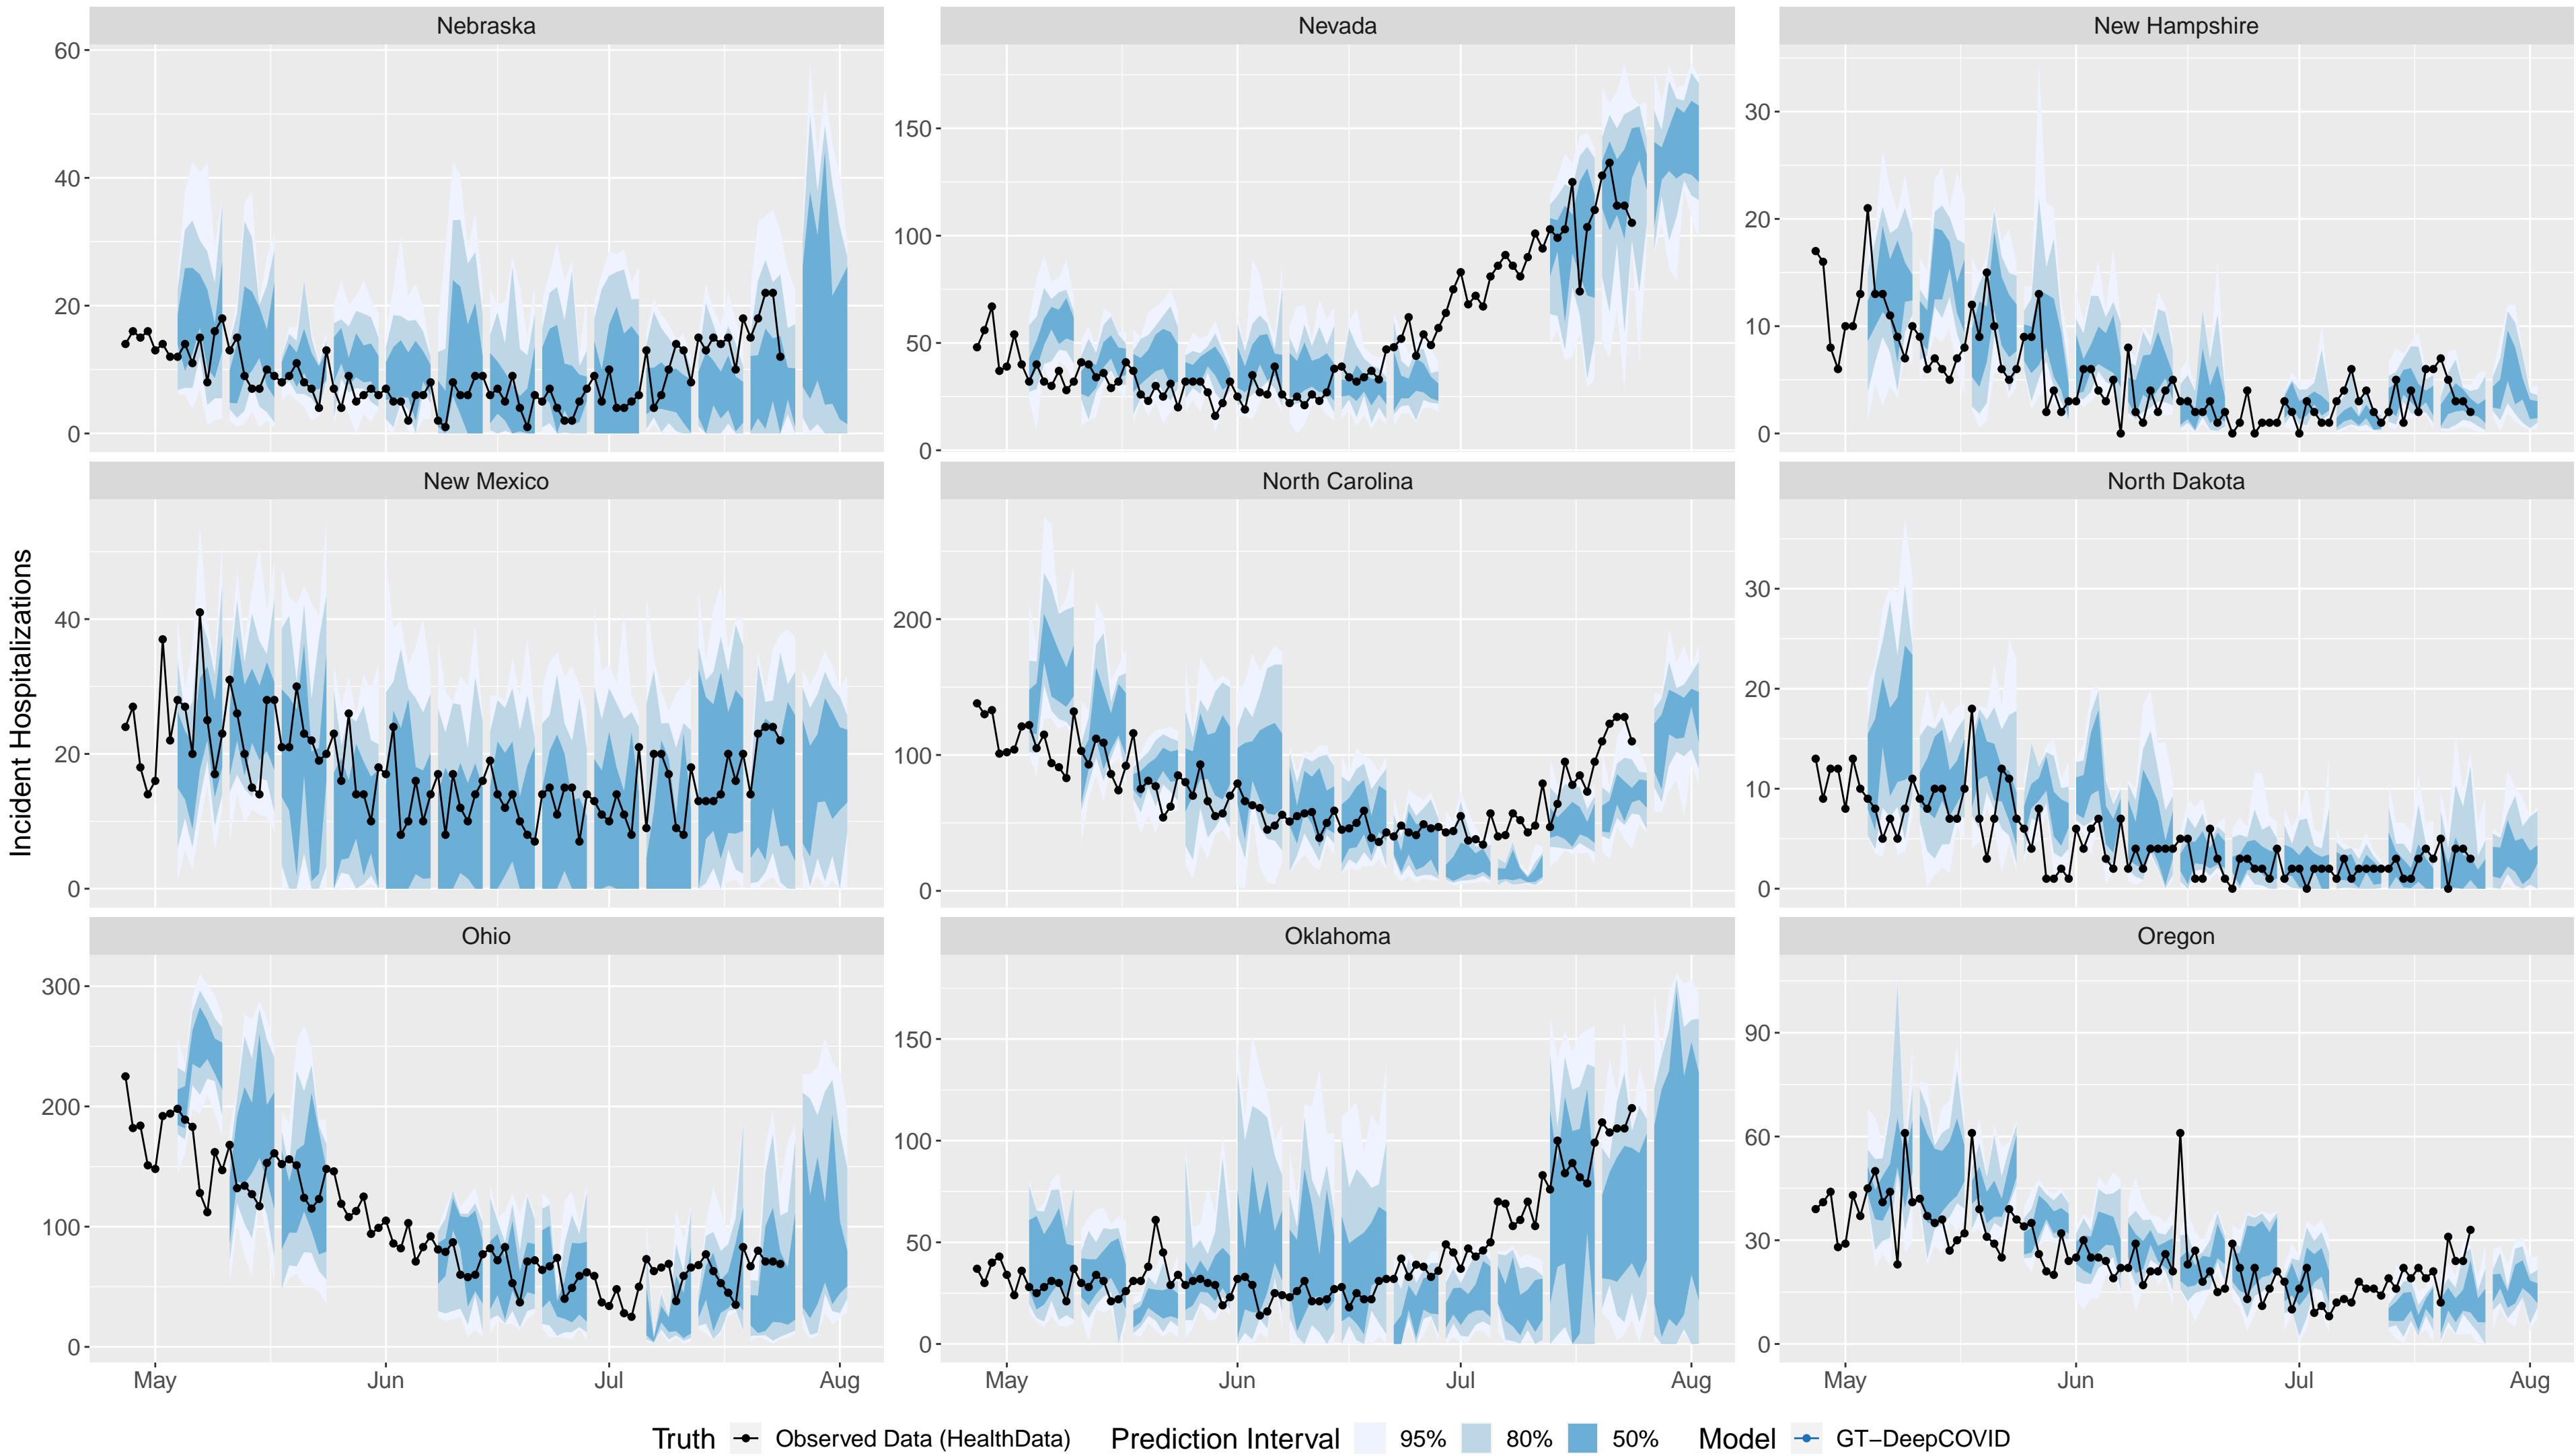 Nebraska Nevada New Hampshire
60 40 20 0
150 100 50 0
30 20 10 0
New Mexico North Carolina North Dakota
40 20 0
200 100 0
30 20 10 0
Incident Hospitalizations
Ohio Oklahoma Oregon
300 200 100 0
150 100 50 0
90 60 30 0
May Jun Jul Aug May Jun Jul Aug May Jun Jul Aug
Truth Observed Data (HealthData) Prediction Interval 95% 80% 50% Model GT−DeepCOVID